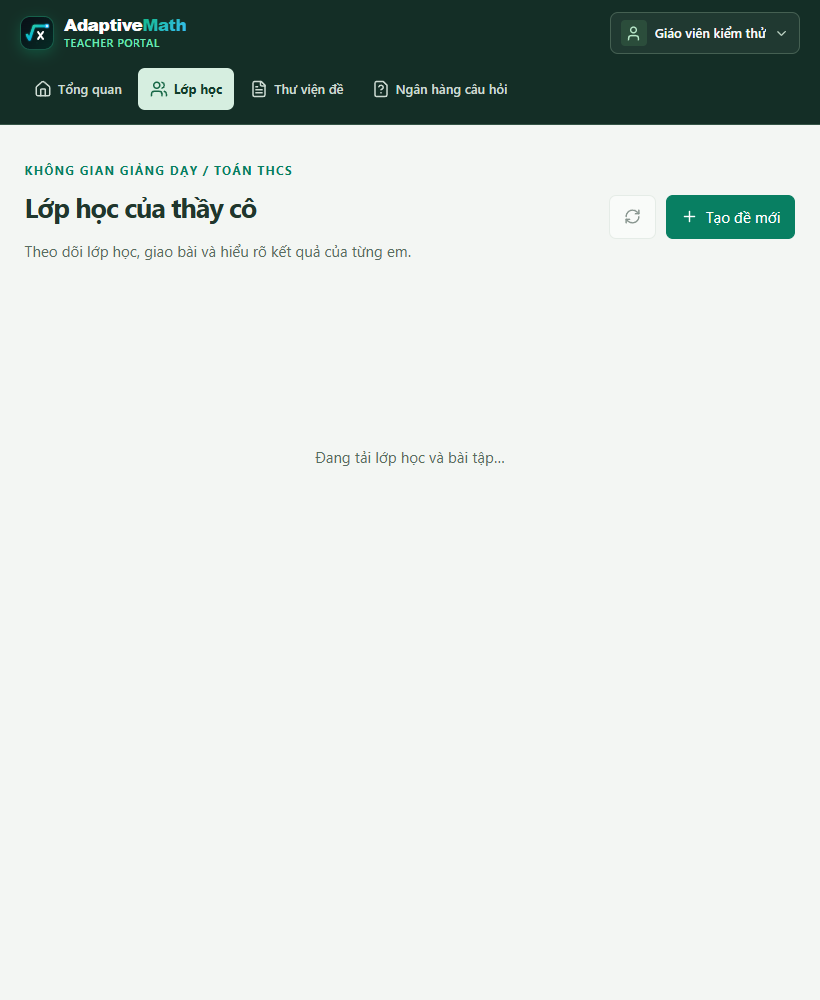 AdaptiveMath
TEACHER PORTAL
Giáo viên kiểm thử
Tổng quan
Lớp học
Thư viện đề
Ngân hàng câu hỏi
KHÔNG GIAN GIẢNG DẠY / TOÁN THCS
Lớp học của thầy cô
Tạo đề mới
Theo dõi lớp học, giao bài và hiểu rõ kết quả của từng em.
Đang tải lớp học và bài tập...